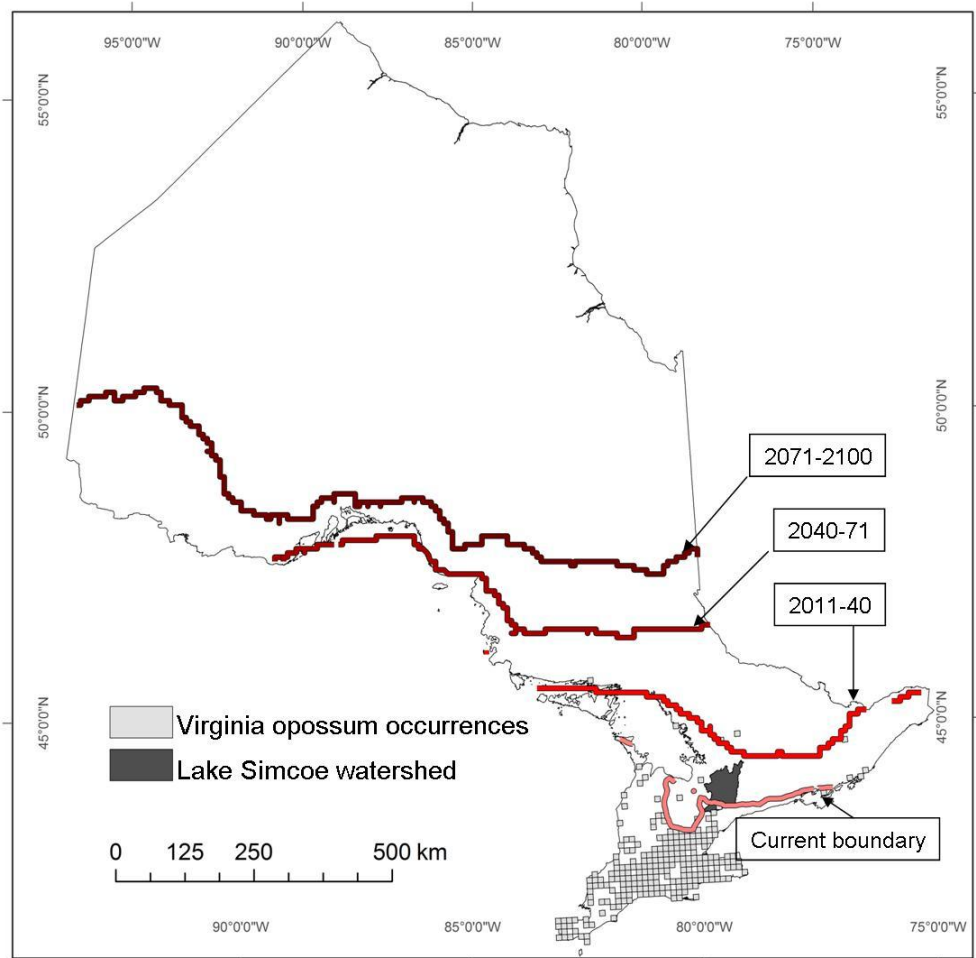 95°0'0"W 90°0'0"W 85°0'0"W 80°0'0"W 75°0'0"W
55°0'0"N 55°0'0"N
50°0'0"N 50°0'0"N
2071-2100
2040-71
2011-40
45°0'0"N 45°0'0"N
Virginia opossum occurrences
Lake Simcoe watershed
Current boundary
0 125 250 500 km
90°0'0"W 85°0'0"W 80°0'0"W 75°0'0"W